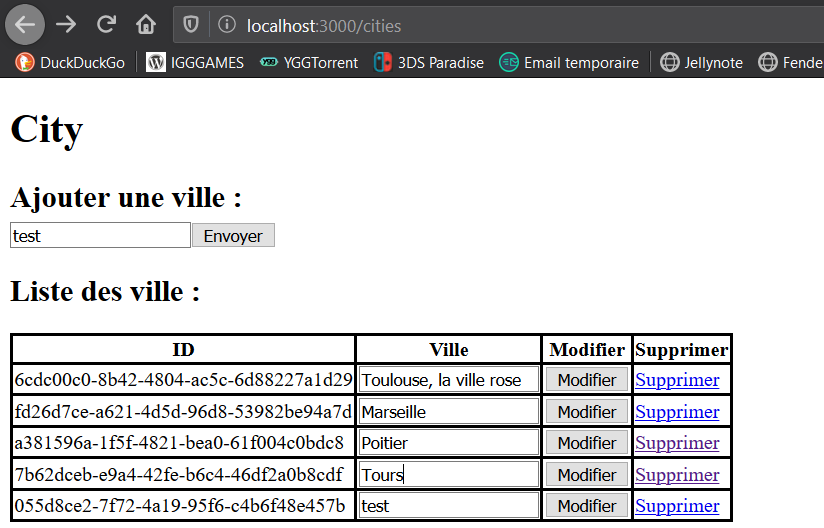 localhost:3000/cities
DuckDuckGo IGGGAMES YGGTorrent 3DS Paradise Email temporaire Jellynote Fende
City
Ajouter une ville :
test Envoyer
Liste des ville :
ID Ville Modifier Supprimer
6cdc00c0-8b42-4804-ac5c-6d88227a1d29 Toulouse, la ville rose Modifier Supprimer
fd26d7ce-a621-4d5d-96d8-53982be94a7d Marseille Modifier Supprimer
a381596a-1f5f-4821-bea0-61f004c0bdc8 Poitier Modifier Supprimer
7b62dceb-e9a4-42fe-b6c4-46df2a0b8cdf Tours Modifier Supprimer
055d8ce2-7f72-4a19-95f6-c4b6f48e457b test Modifier Supprimer